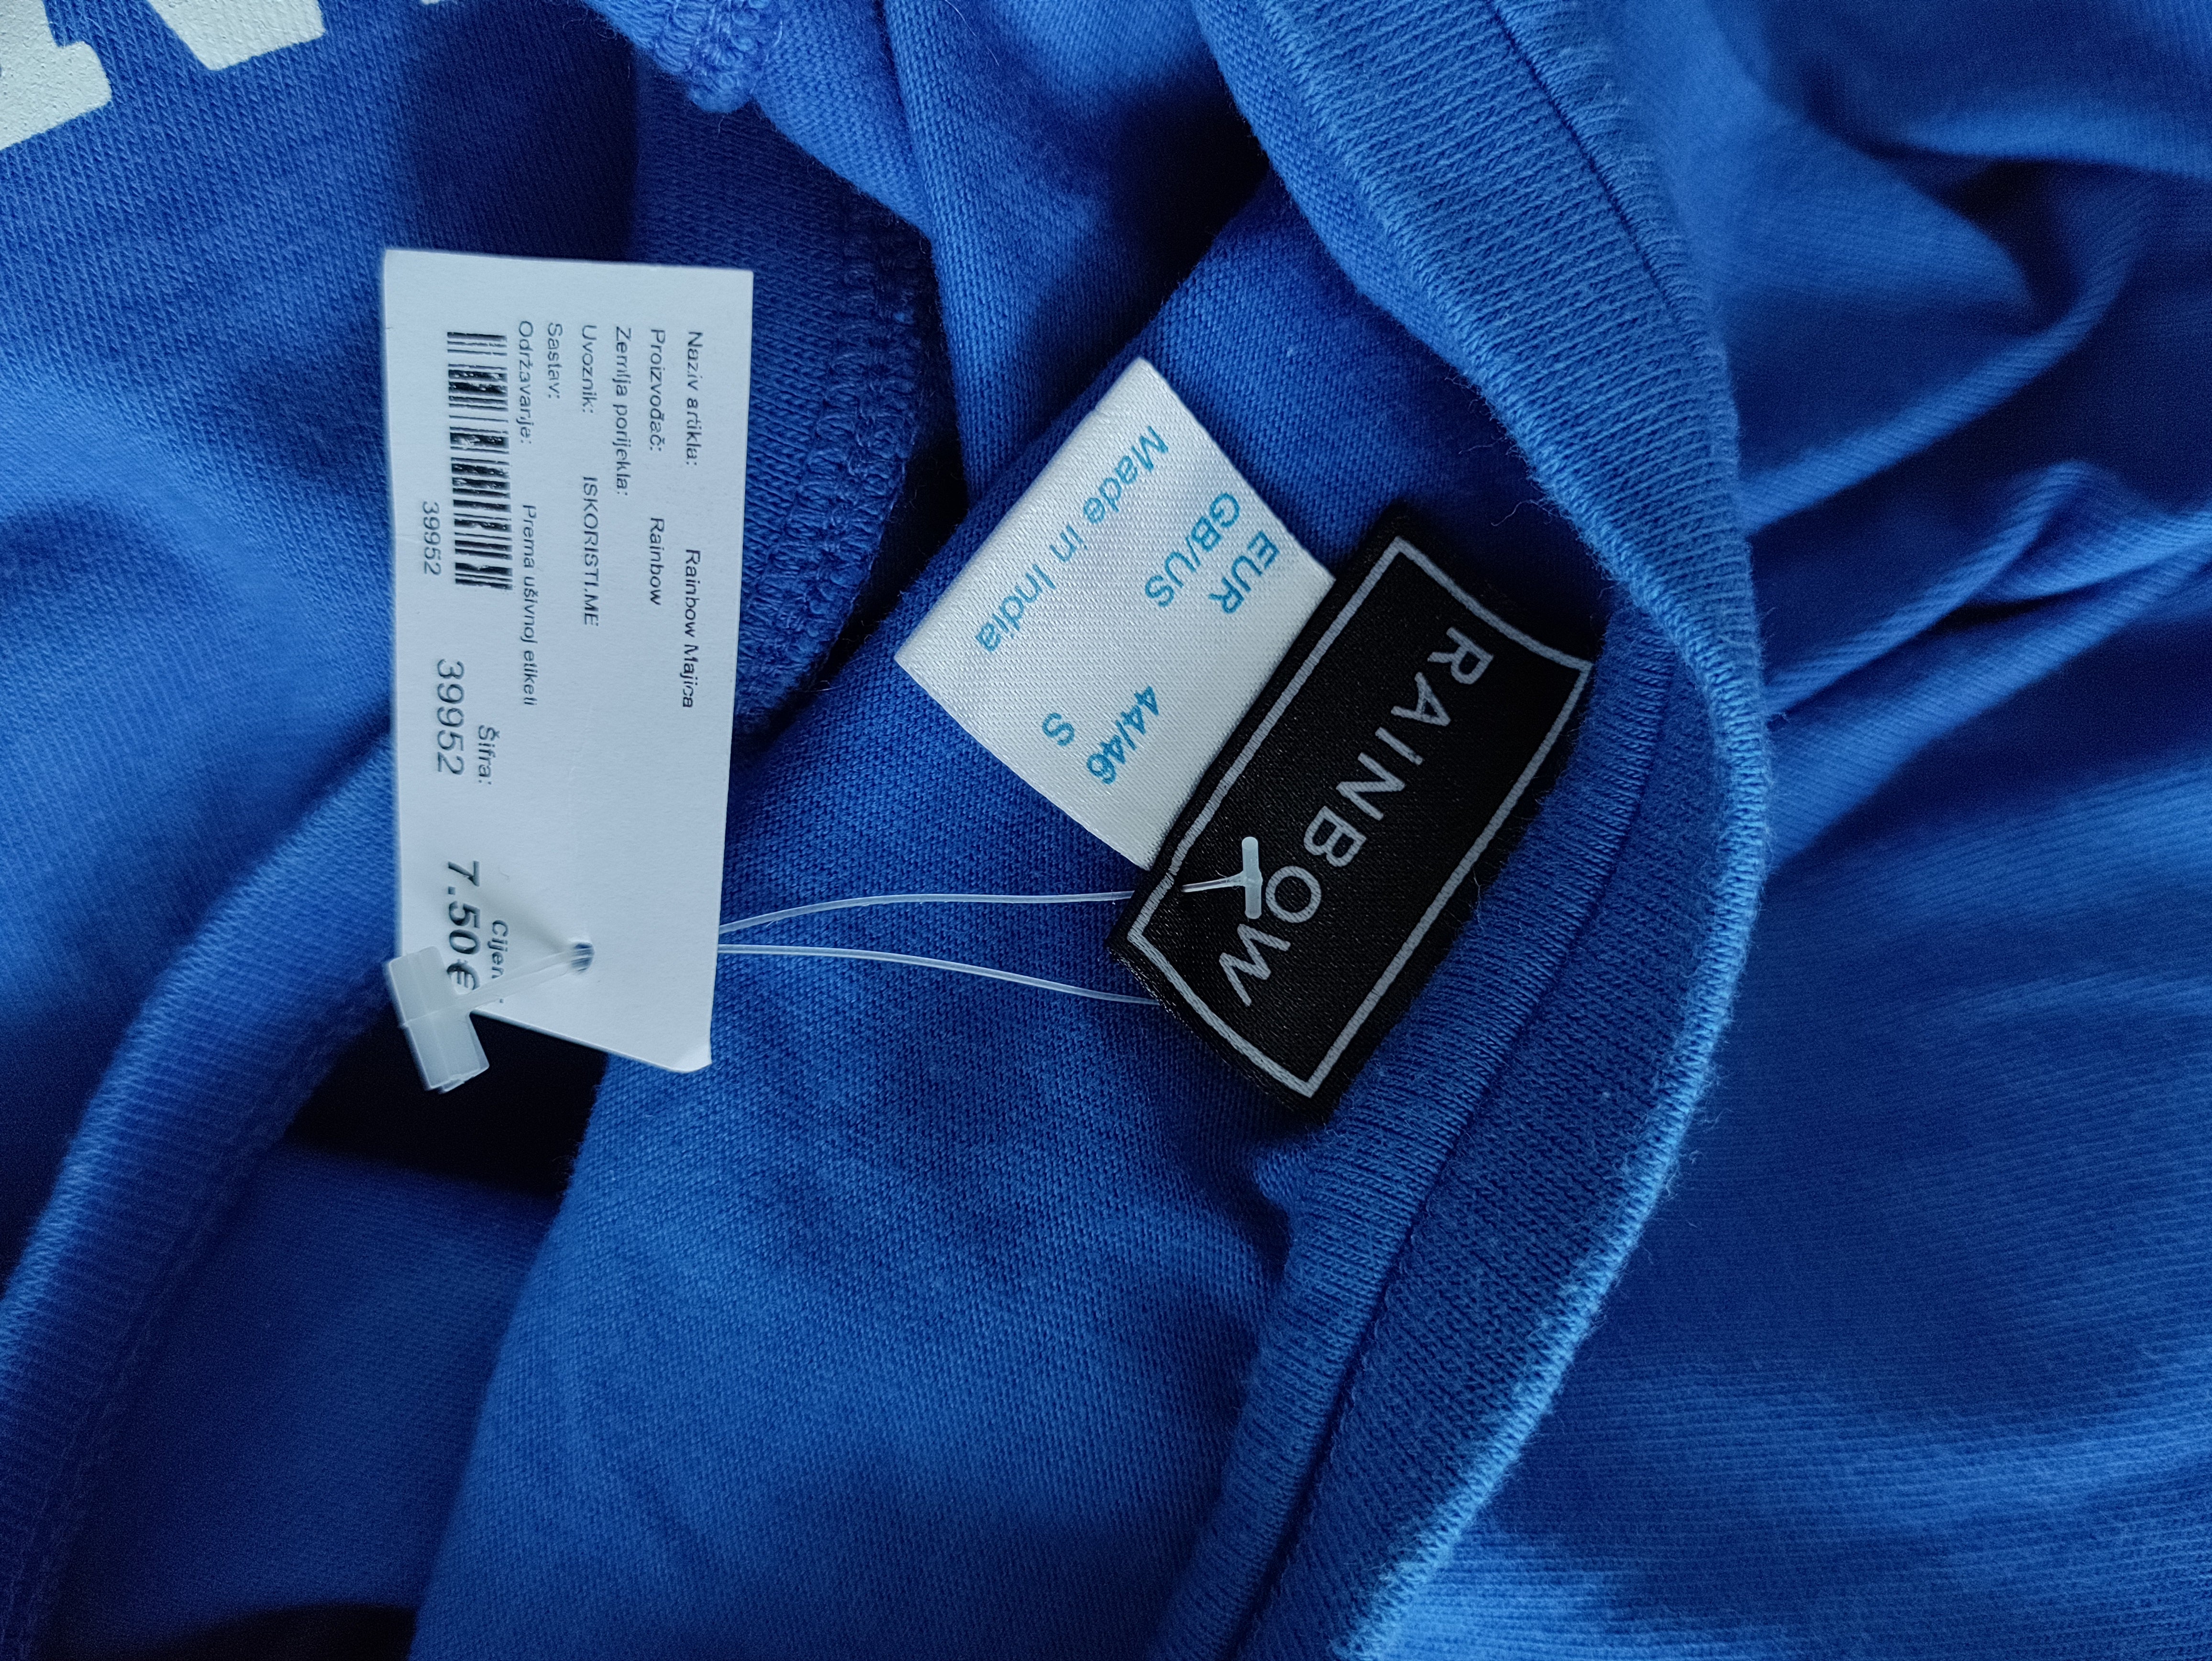 Naziv artikla: Rainbow Majica
Proizvođač: Rainbow
Zemlja porijekla:
Uvoznik: ISKORISTI.ME
Sastav:
Održavanje: Prema ušivnoj etiketi
39952
Šifra:
39952
7.50€
EUR 44/46
GB/US S
Made in India
RAINBOW